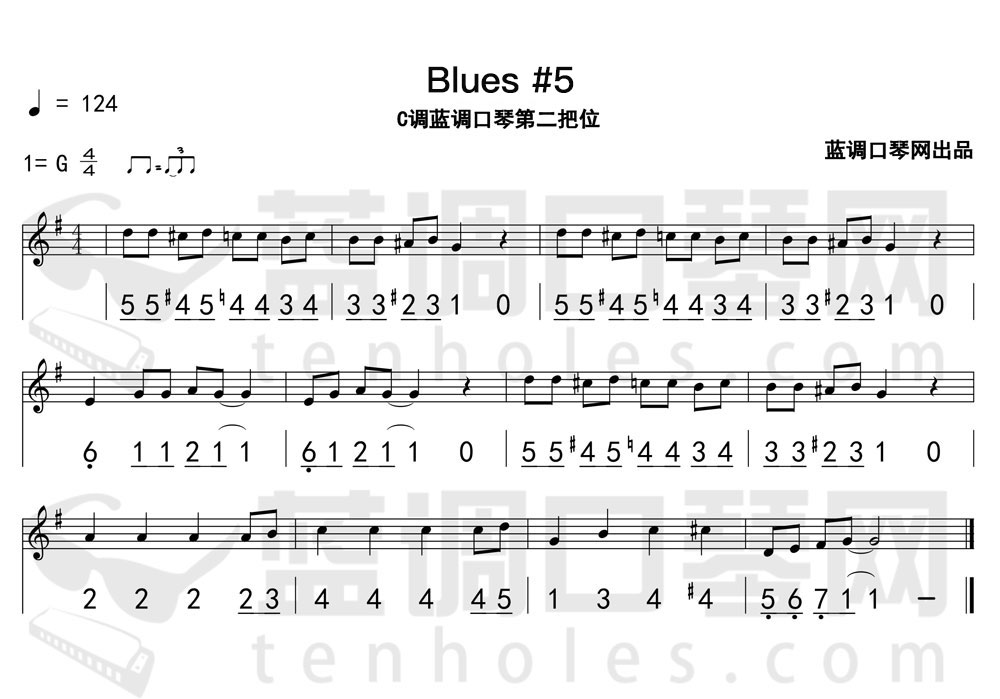 Blues #5
♩ = 124
C调蓝调口琴第二把位
蓝调口琴网出品
1= G 4/4 ♫=♫ 3
蓝调口琴网
5 5 #4 5 ♮4 4 3 4 | 3 3 #2 3 1 0 | 5 5 #4 5 ♮4 4 3 4 | 3 3 #2 3 1 0
tenholes.com
6 1 1 2 1 1 | 6 1 2 1 1 0 | 5 5 #4 5 ♮4 4 3 4 | 3 3 #2 3 1 0
蓝调口琴网
2 2 2 2 3 | 4 4 4 4 5 | 1 3 4 #4 | 5 6 7 1 1 –
tenholes.com